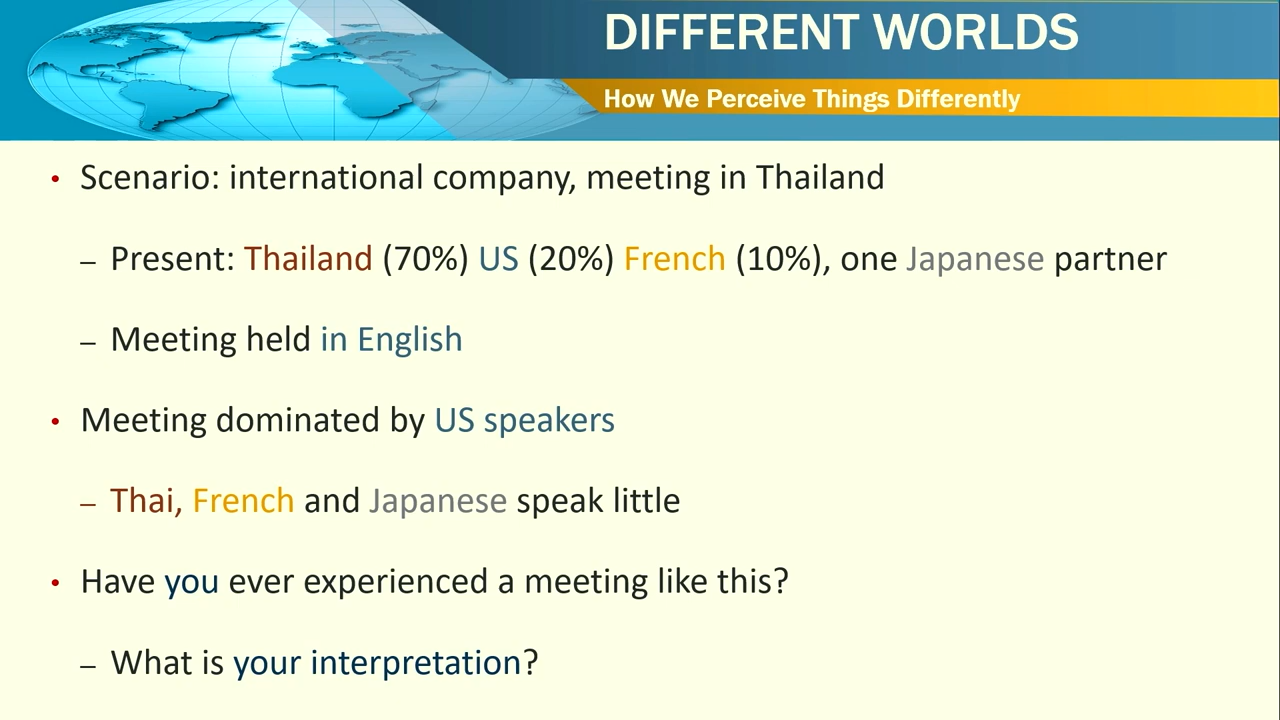 DIFFERENT WORLDS
How We Perceive Things Differently
• Scenario: international company, meeting in Thailand
– Present: Thailand (70%) US (20%) French (10%), one Japanese partner
– Meeting held in English
• Meeting dominated by US speakers
– Thai, French and Japanese speak little
• Have you ever experienced a meeting like this?
– What is your interpretation?